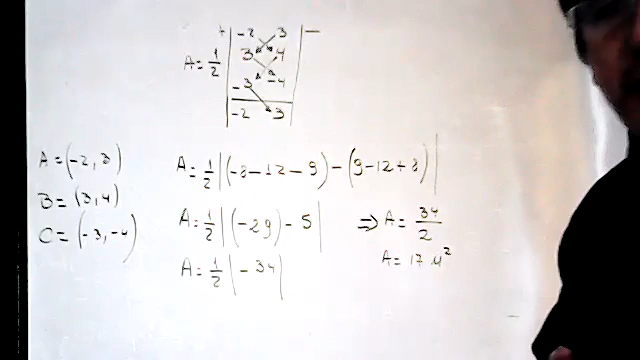 A = 1/2 | -2 3
3 4
-3 -4
-2 3 |
A = (-2, 3)
B = (3, 4)
C = (-3, -4)
A = 1/2 |(-8 - 12 - 9) - (9 - 12 + 8)|
A = 1/2 |(-29) - 5|
A = 1/2 |-34|
⇒ A = 34/2
A = 17 u²